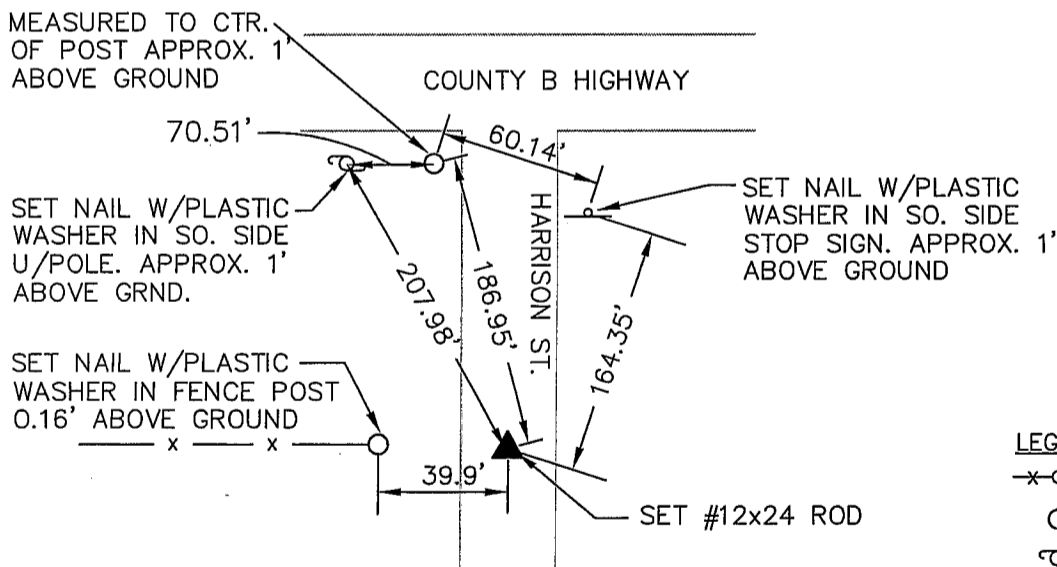 MEASURED TO CTR.
OF POST APPROX. 1'
ABOVE GROUND
COUNTY B HIGHWAY
70.51'
60.14'
SET NAIL W/PLASTIC
WASHER IN SO. SIDE
U/POLE. APPROX. 1'
ABOVE GRND.
SET NAIL W/PLASTIC
WASHER IN SO. SIDE
STOP SIGN. APPROX. 1'
ABOVE GROUND
HARRISON ST.
207.98'
186.95'
164.35'
SET NAIL W/PLASTIC
WASHER IN FENCE POST
0.16' ABOVE GROUND
x x
39.9'
SET #12x24 ROD
LEG
x